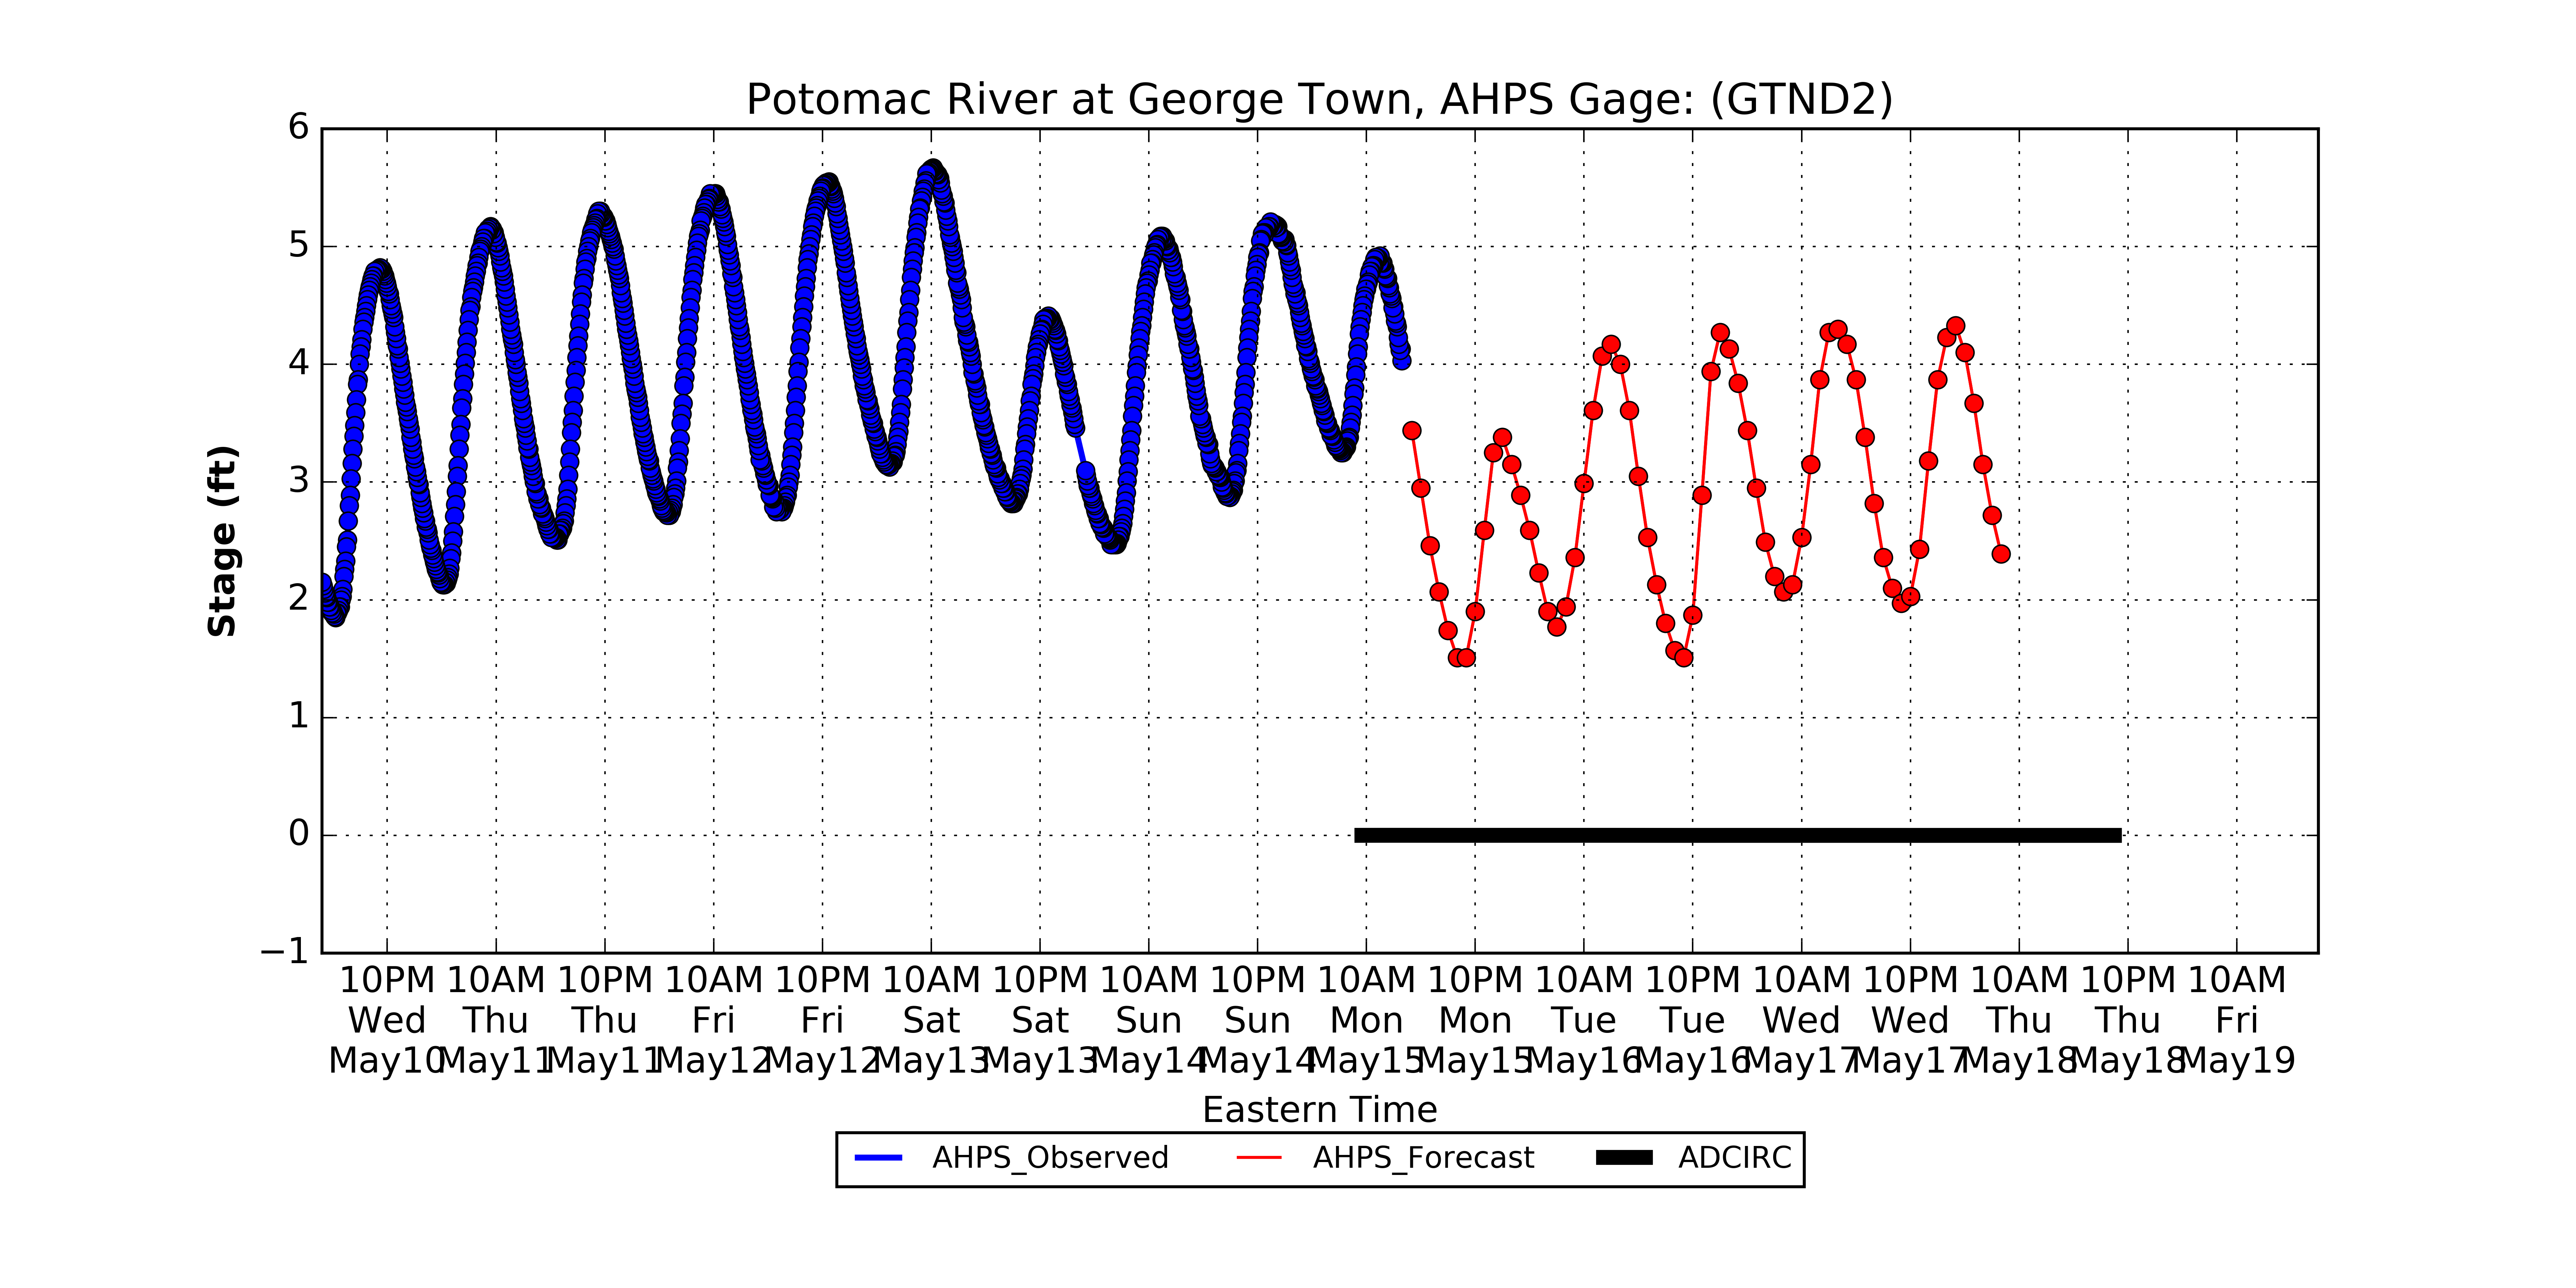 Potomac River at George Town, AHPS Gage: (GTND2)
6
5
4
3
2
1
0
−1
Stage (ft)
10PM 10AM 10PM 10AM 10PM 10AM 10PM 10AM 10PM 10AM 10PM 10AM 10PM 10AM 10PM 10AM 10PM 10AM
Wed Thu Thu Fri Fri Sat Sat Sun Sun Mon Mon Tue Tue Wed Wed Thu Thu Fri
May10 May11 May11 May12 May12 May13 May13 May14 May14 May15 May15 May16 May16 May17 May17 May18 May18 May19
Eastern Time
AHPS_Observed AHPS_Forecast ADCIRC